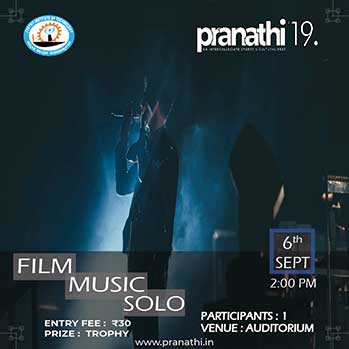 pranathi 19.
AN INTERCOLLEGIATE SPORTS & CULTURAL FEST
6th
SEPT
2:00 PM
FILM
MUSIC
SOLO
ENTRY FEE : ₹30
PRIZE : TROPHY
PARTICIPANTS : 1
VENUE : AUDITORIUM
www.pranathi.in